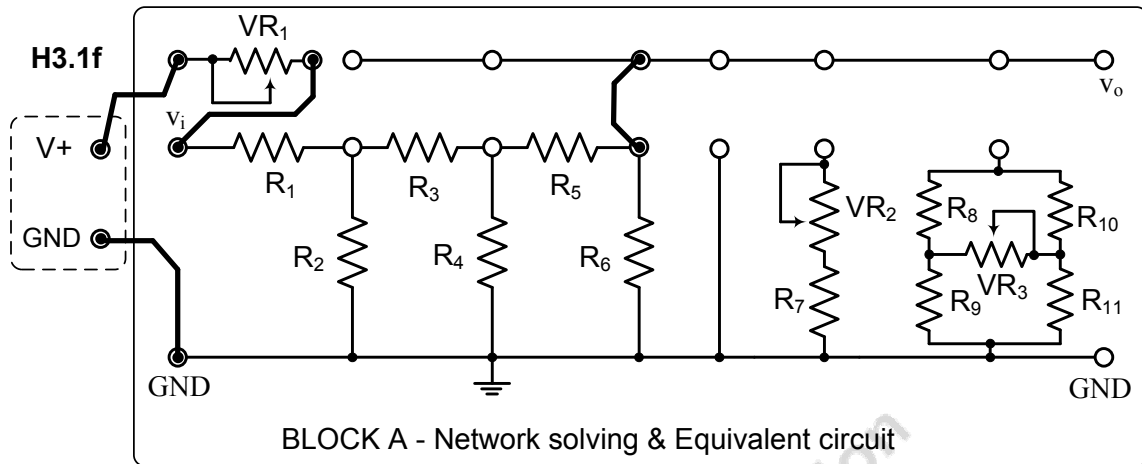 H3.1f
VR₁
vᵢ
vₒ
V+
R₁
R₃
R₅
GND
R₂
R₄
R₆
VR₂
R₇
R₈
R₁₀
VR₃
R₉
R₁₁
GND
GND
BLOCK A - Network solving & Equivalent circuit